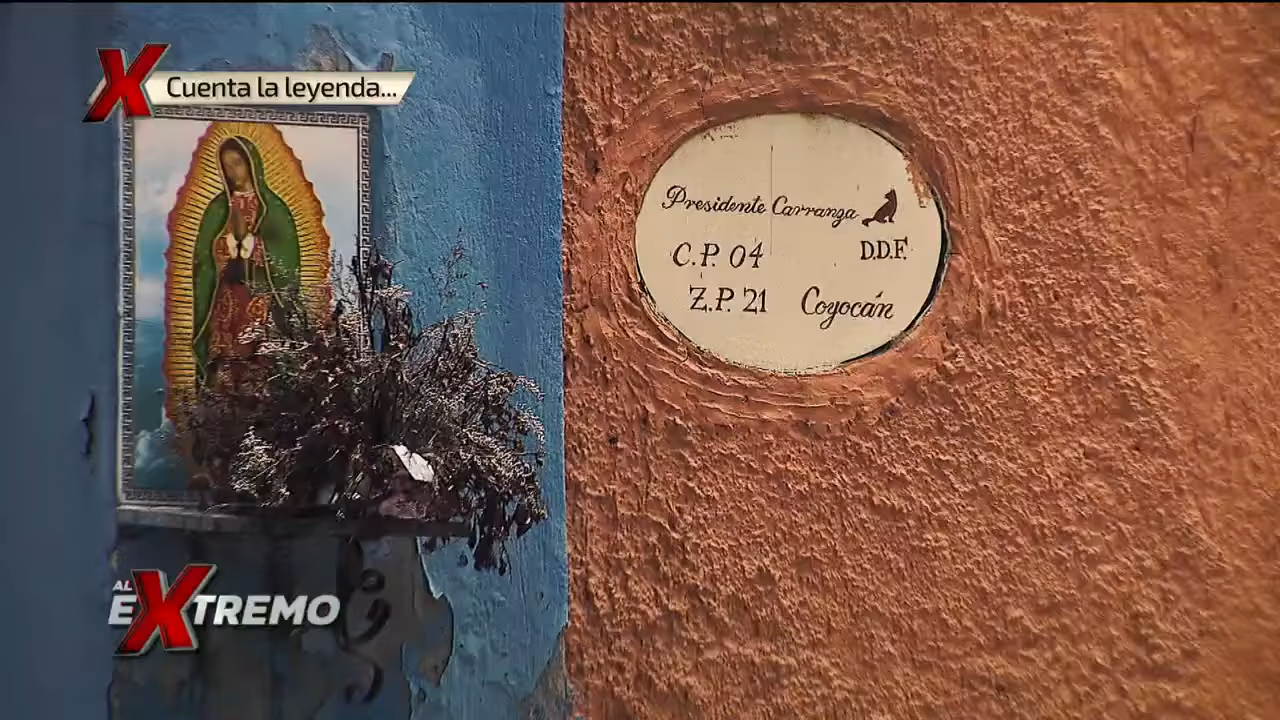 Cuenta la leyenda...
Presidente Carranza
C.P. 04 D.D.F.
Z.P. 21 Coyocán
AL
EXTREMO